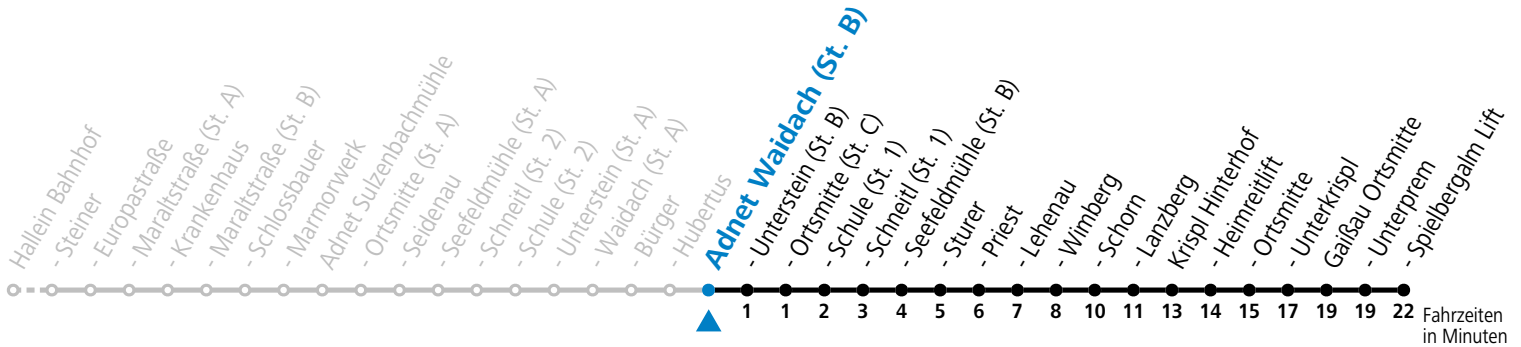 Hallein Bahnhof
- Steiner
- Europastraße
- Maraltstraße (St. A)
- Krankenhaus
- Maraltstraße (St. B)
- Schlossbauer
- Marmorwerk
Adnet Sulzenbachmühle
- Ortsmitte (St. A)
- Seidenau
- Seefeldmühle (St. A)
- Schneitl (St. 2)
- Schule (St. 2)
- Unterstein (St. A)
- Waidach (St. A)
- Bürger
- Hubertus
Adnet Waidach (St. B)
- Unterstein (St. B)
- Ortsmitte (St. C)
- Schule (St. 1)
- Schneitl (St. 1)
- Seefeldmühle (St. B)
- Sturer
- Priest
- Lehenau
- Wimberg
- Schorn
- Lanzberg
Krispl Hinterhof
- Heimreitlift
- Ortsmitte
- Unterkrispl
Gaißau Ortsmitte
- Unterprem
- Spielbergalm Lift
1 1 2 3 4 5 6 7 8 10 11 13 14 15 17 19 19 22
Fahrzeiten
in Minuten